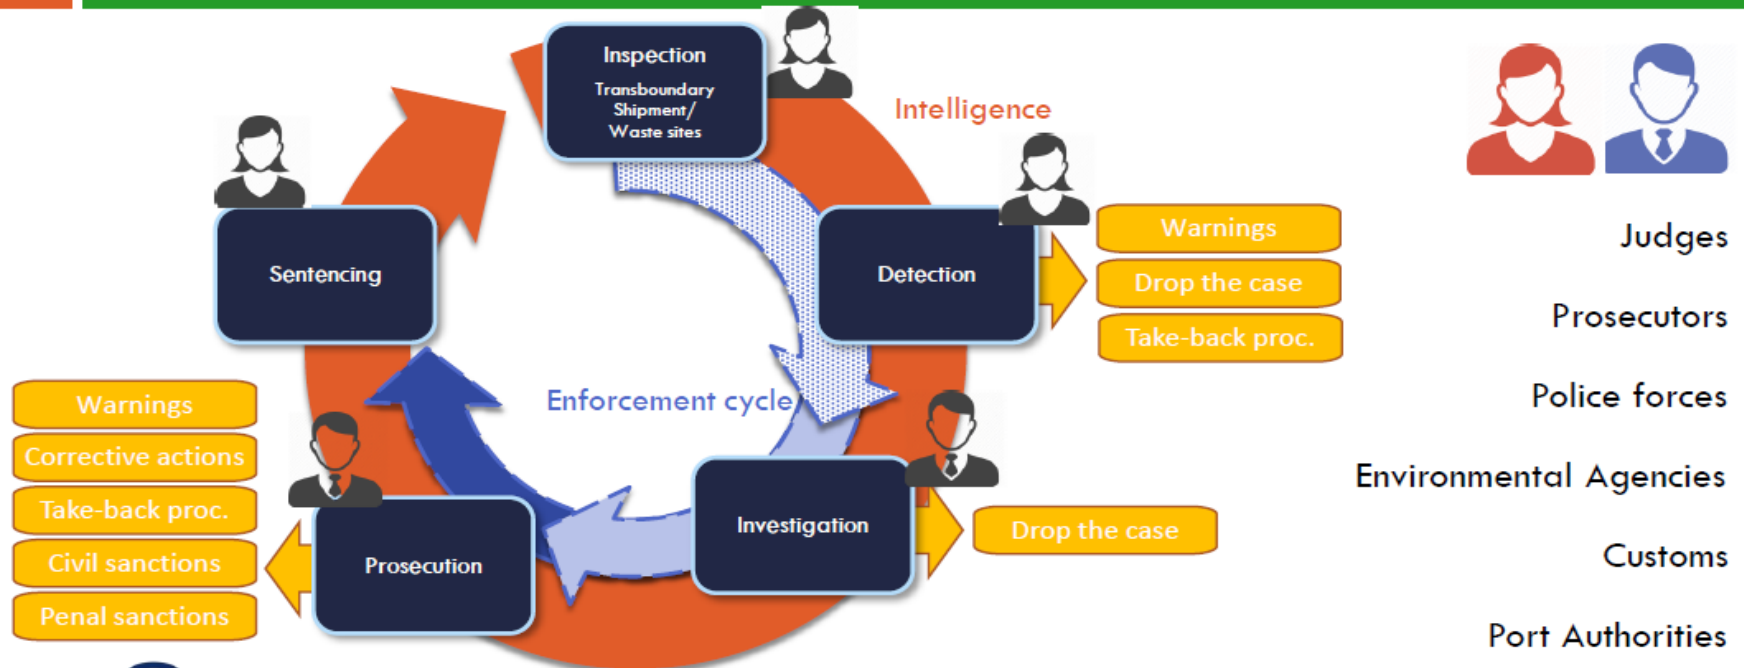 Inspection
Transboundary
Shipment/
Waste sites
Intelligence
Sentencing
Detection
Warnings
Drop the case
Take-back proc.
Judges
Prosecutors
Police forces
Environmental Agencies
Customs
Port Authorities
Enforcement cycle
Warnings
Corrective actions
Take-back proc.
Civil sanctions
Penal sanctions
Prosecution
Investigation
Drop the case